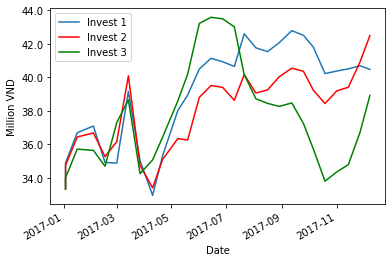 44.0
42.0
40.0
38.0
36.0
34.0
Million VND
Invest 1
Invest 2
Invest 3
2017-01
2017-03
2017-05
2017-07
2017-09
2017-11
Date